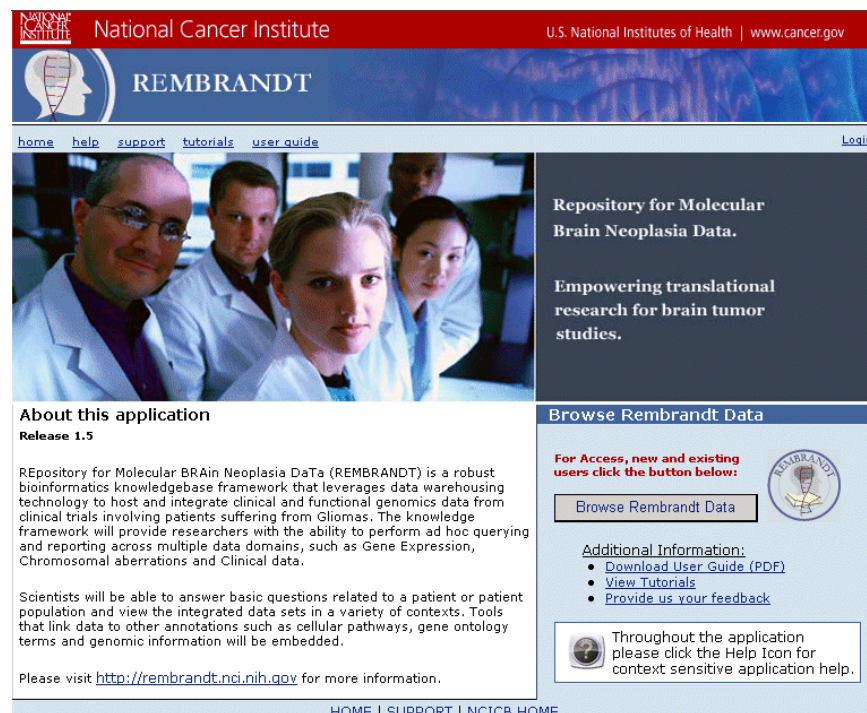 NATIONAL
CANCER
INSTITUTE
National Cancer Institute
U.S. National Institutes of Health | www.cancer.gov
REMBRANDT
home help support tutorials user guide
Login
Repository for Molecular
Brain Neoplasia Data.
Empowering translational
research for brain tumor
studies.
About this application
Release 1.5
REpository for Molecular BRAin Neoplasia DaTa (REMBRANDT) is a robust
bioinformatics knowledgebase framework that leverages data warehousing
technology to host and integrate clinical and functional genomics data from
clinical trials involving patients suffering from Gliomas. The knowledge
framework will provide researchers with the ability to perform ad hoc querying
and reporting across multiple data domains, such as Gene Expression,
Chromosomal aberrations and Clinical data.
Scientists will be able to answer basic questions related to a patient or patient
population and view the integrated data sets in a variety of contexts. Tools
that link data to other annotations such as cellular pathways, gene ontology
terms and genomic information will be embedded.
Please visit http://rembrandt.nci.nih.gov for more information.
Browse Rembrandt Data
For Access, new and existing
users click the button below:
REMBRANDT
Browse Rembrandt Data
Additional Information:
• Download User Guide (PDF)
• View Tutorials
• Provide us your feedback
?
Throughout the application
please click the Help Icon for
context sensitive application help.
HOME | SUPPORT | NCICB HOME